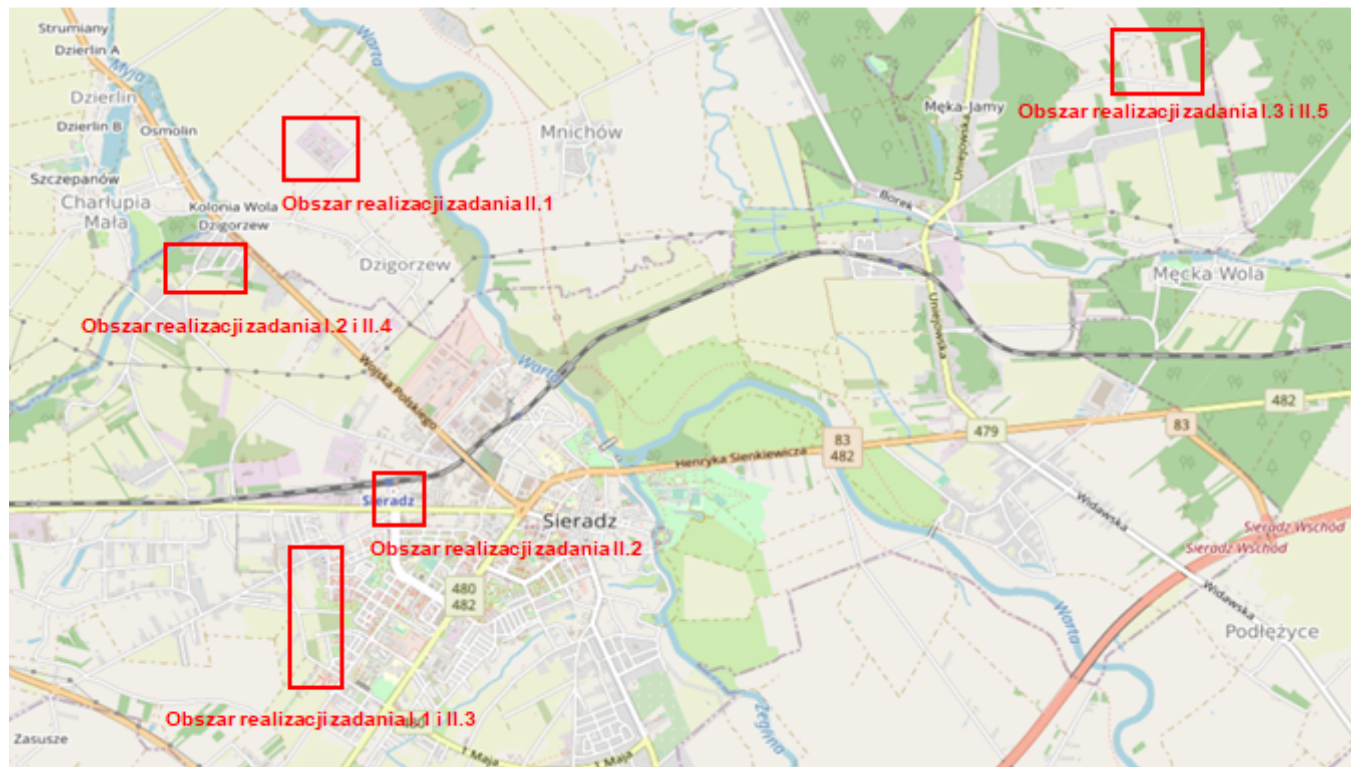 Strumiany
Dzierlin A
Myja
Warta
Dzierlin
Dzierlin B
Osmolin
Mnichów
Męka-Jamy
Uniejowska
Obszar realizacji zadania I.3 i II.5
Szczepanów
Charłupia
Mała
Kolonia Wola
Dzigorzew
Obszar realizacji zadania II.1
Borek
Dzigorzew
Męcka Wola
Obszar realizacji zadania I.2 i II.4
Uniejowska
Wojska Polskiego
Warta
482
83
479
83
482
Henryka Sienkiewicza
Sieradz
Sieradz
Widawska
Sieradz Wschód
Sieradz Wschód
Obszar realizacji zadania II.2
480
482
Widawska
Warta
Podłężyce
Żeglina
Obszar realizacji zadania I.1 i II.3
480
Zasusze
1 Maja
1 Maja